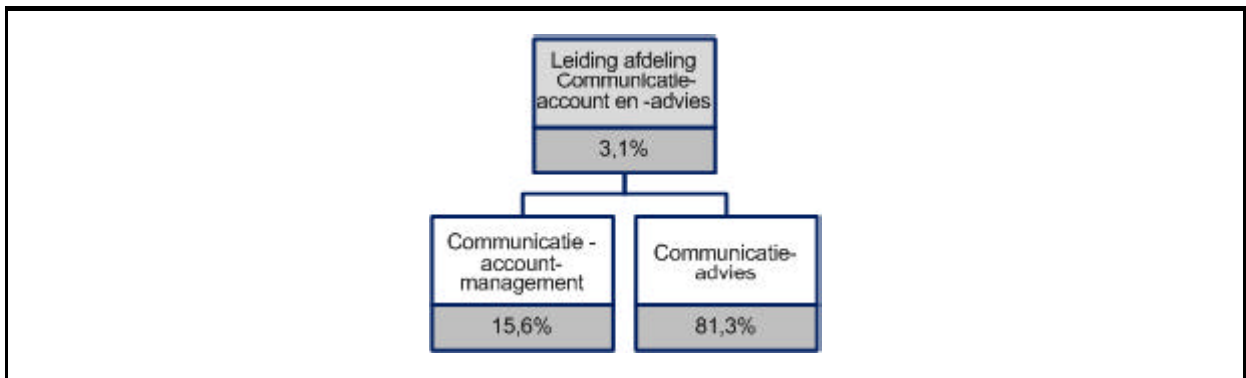 Leiding afdeling
Communicatie-
account en -advies
3,1%
Communicatie -
account-
management
15,6%
Communicatie-
advies
81,3%